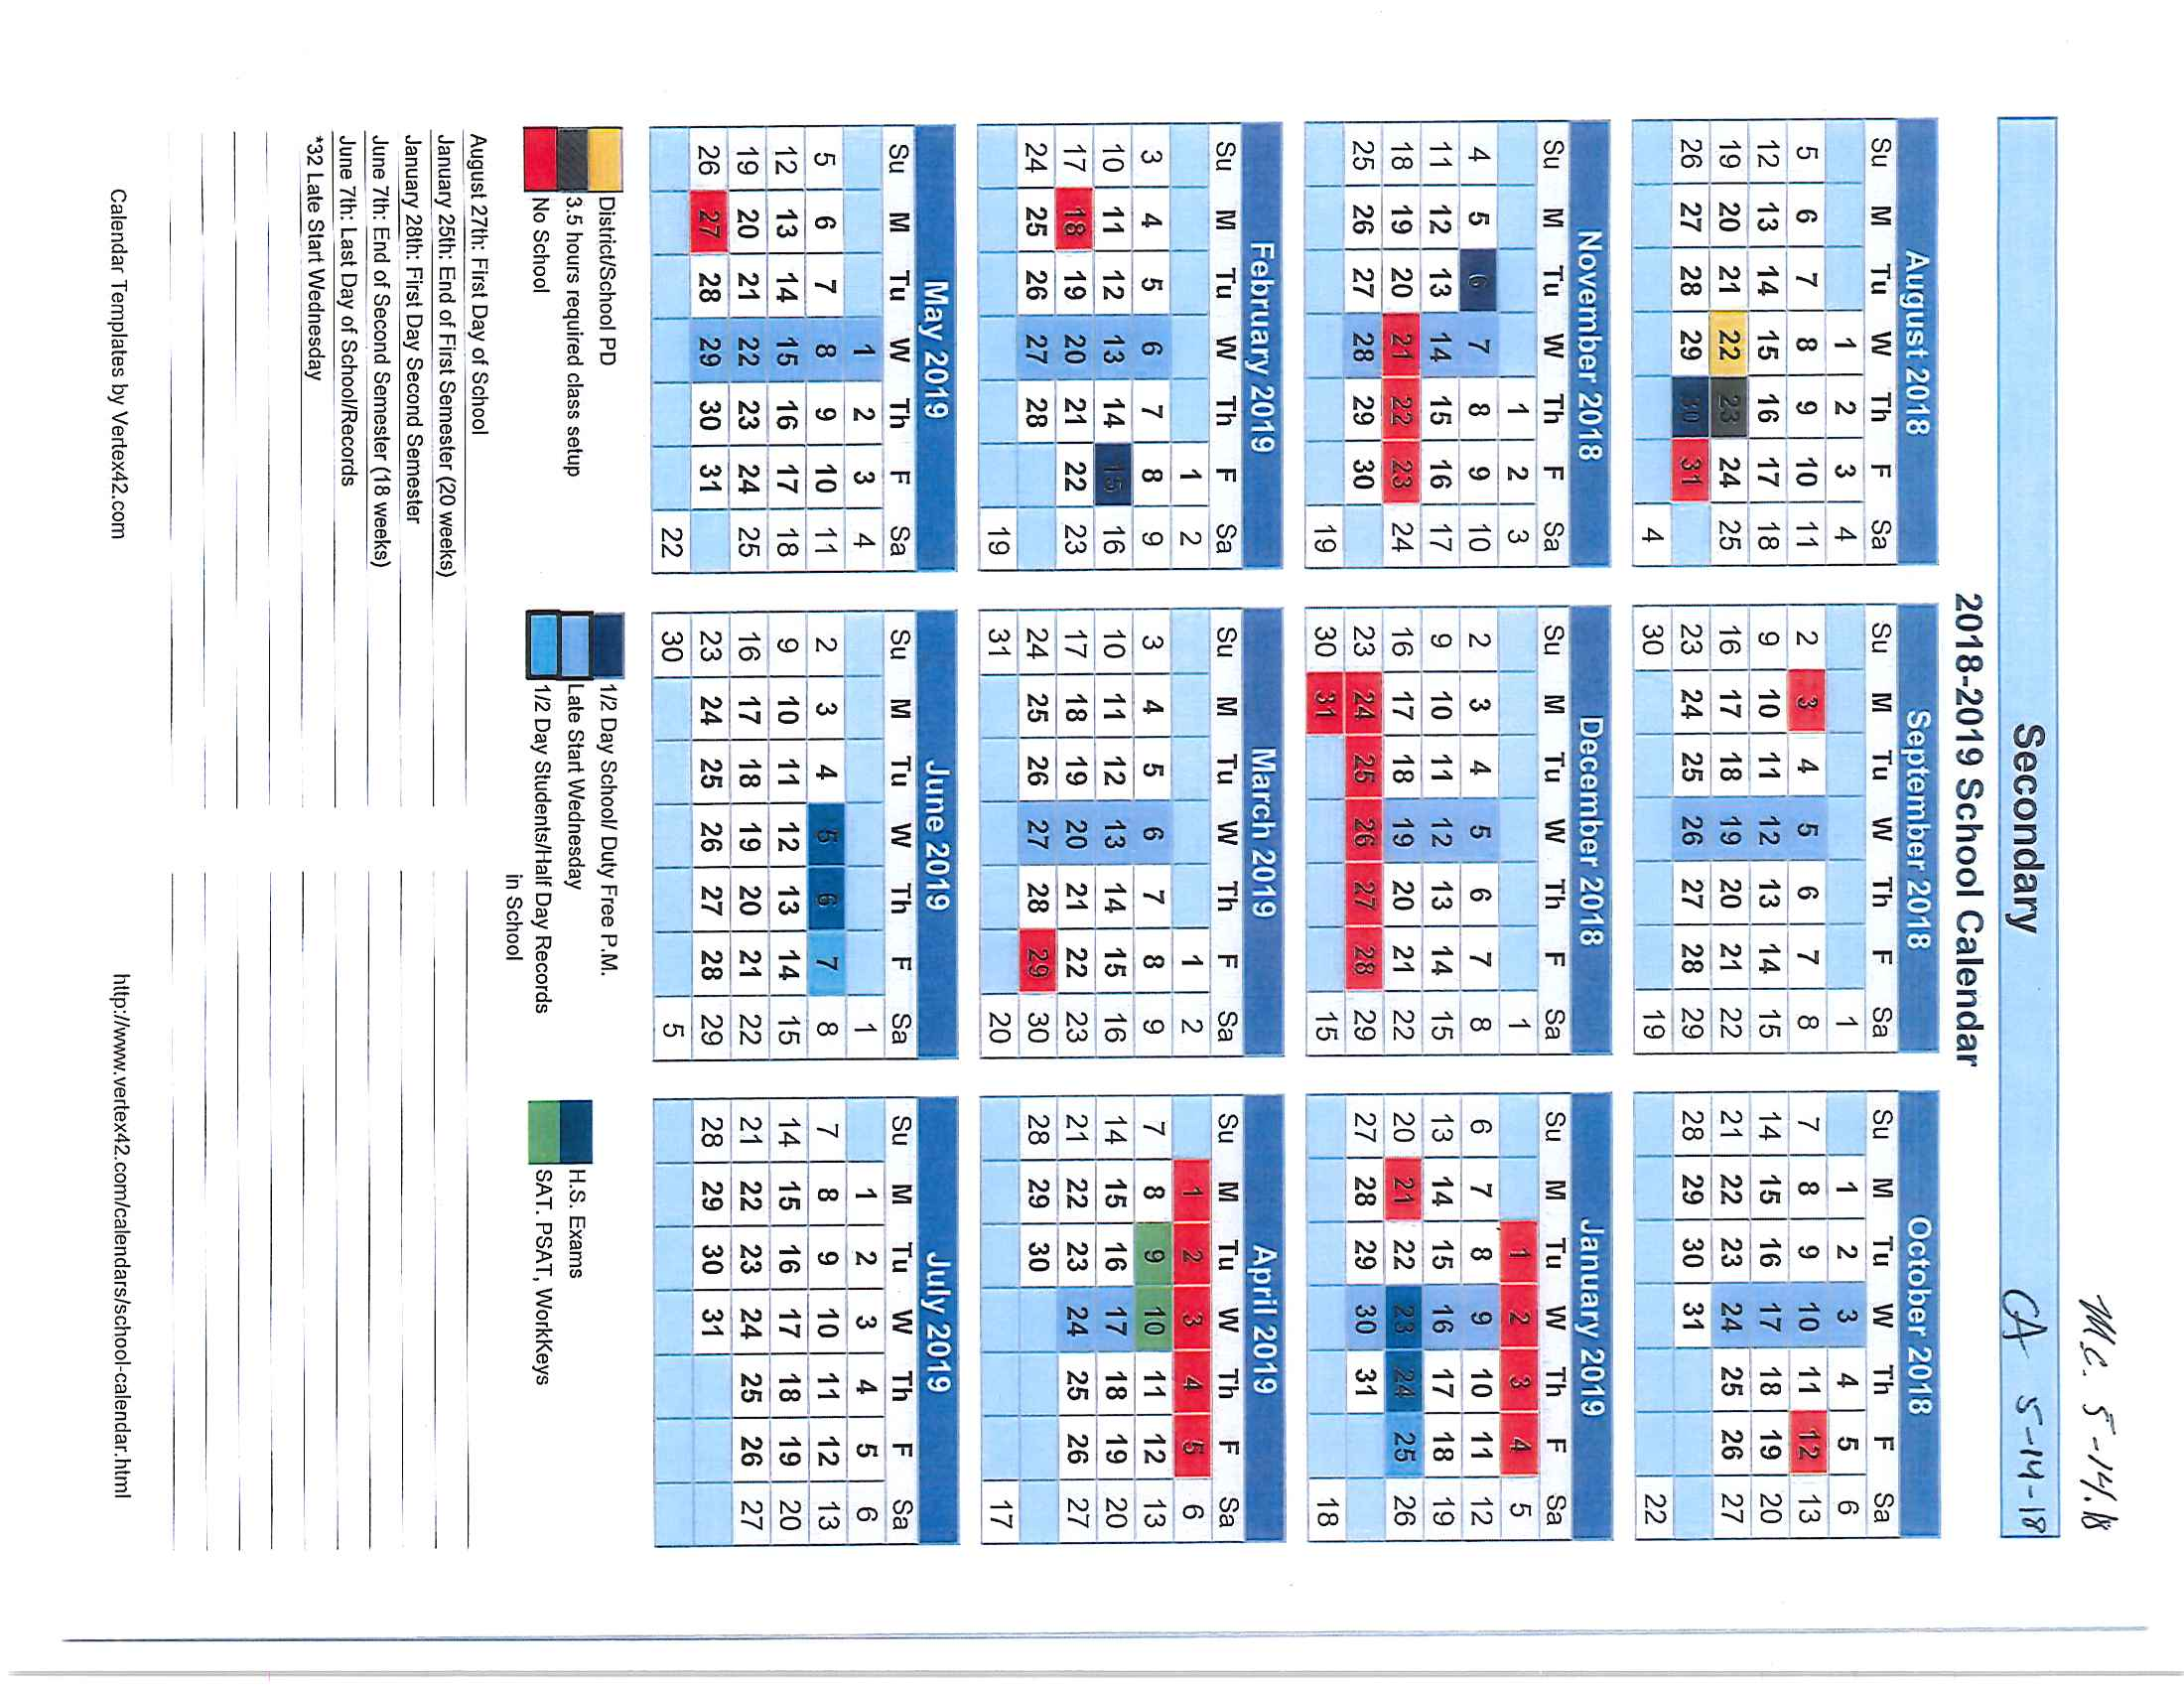 M.C. 5-14.18
Secondary
CA 5-14-18
2018-2019 School Calendar
August 2018
Su M Tu W Th F Sa
1 2 3 4
5 6 7 8 9 10 11
12 13 14 15 16 17 18
19 20 21 22 23 24 25
26 27 28 29 30 31
4
September 2018
Su M Tu W Th F Sa
1
2 3 4 5 6 7 8
9 10 11 12 13 14 15
16 17 18 19 20 21 22
23 24 25 26 27 28 29
30 19
October 2018
Su M Tu W Th F Sa
1 2 3 4 5 6
7 8 9 10 11 12 13
14 15 16 17 18 19 20
21 22 23 24 25 26 27
28 29 30 31
22
November 2018
Su M Tu W Th F Sa
1 2 3
4 5 6 7 8 9 10
11 12 13 14 15 16 17
18 19 20 21 22 23 24
25 26 27 28 29 30
19
December 2018
Su M Tu W Th F Sa
1
2 3 4 5 6 7 8
9 10 11 12 13 14 15
16 17 18 19 20 21 22
23 24 25 26 27 28 29
30 31 15
January 2019
Su M Tu W Th F Sa
1 2 3 4 5
6 7 8 9 10 11 12
13 14 15 16 17 18 19
20 21 22 23 24 25 26
27 28 29 30 31
18
February 2019
Su M Tu W Th F Sa
1 2
3 4 5 6 7 8 9
10 11 12 13 14 15 16
17 18 19 20 21 22 23
24 25 26 27 28
19
March 2019
Su M Tu W Th F Sa
1 2
3 4 5 6 7 8 9
10 11 12 13 14 15 16
17 18 19 20 21 22 23
24 25 26 27 28 29 30
31 20
April 2019
Su M Tu W Th F Sa
1 2 3 4 5 6
7 8 9 10 11 12 13
14 15 16 17 18 19 20
21 22 23 24 25 26 27
28 29 30
17
May 2019
Su M Tu W Th F Sa
1 2 3 4
5 6 7 8 9 10 11
12 13 14 15 16 17 18
19 20 21 22 23 24 25
26 27 28 29 30 31
22
June 2019
Su M Tu W Th F Sa
1
2 3 4 5 6 7 8
9 10 11 12 13 14 15
16 17 18 19 20 21 22
23 24 25 26 27 28 29
30 5
July 2019
Su M Tu W Th F Sa
1 2 3 4 5 6
7 8 9 10 11 12 13
14 15 16 17 18 19 20
21 22 23 24 25 26 27
28 29 30 31
District/School PD
3.5 hours required class setup
No School
1/2 Day School/ Duty Free P.M.
Late Start Wednesday
1/2 Day Students/Half Day Records
in School
H.S. Exams
SAT. PSAT, WorkKeys
August 27th: First Day of School
January 25th: End of First Semester (20 weeks)
January 28th: First Day Second Semester
June 7th: End of Second Semester (18 weeks)
June 7th: Last Day of School/Records
*32 Late Start Wednesday
Calendar Templates by Vertex42.com
http://www.vertex42.com/calendars/school-calendar.html